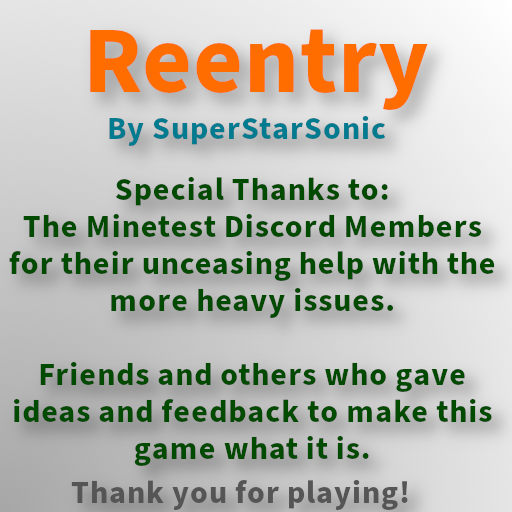 Reentry
By SuperStarSonic
Special Thanks to:
The Minetest Discord Members
for their unceasing help with the
more heavy issues.
Friends and others who gave
ideas and feedback to make this
game what it is.
Thank you for playing!